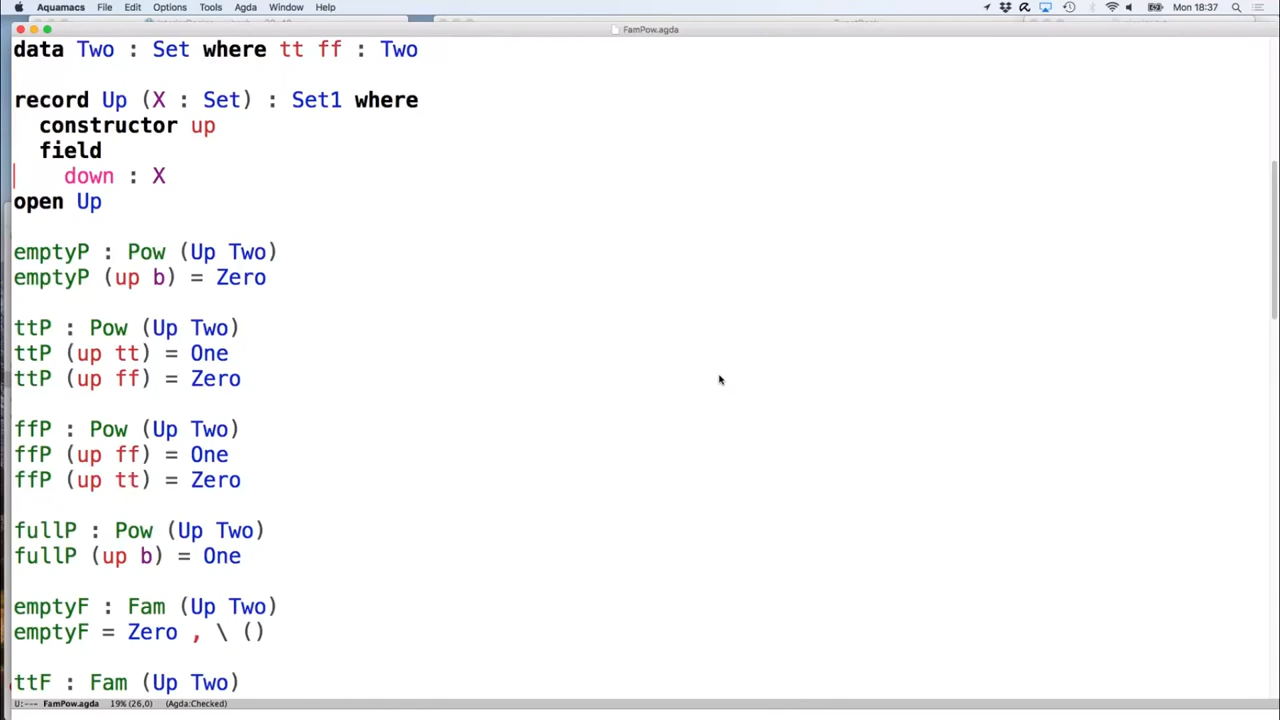 Aquamacs File Edit Options Tools Agda Window Help Mon 18:37
FamPow.agda
data Two : Set where tt ff : Two
record Up (X : Set) : Set1 where
constructor up
field
down : X
open Up
emptyP : Pow (Up Two)
emptyP (up b) = Zero
ttP : Pow (Up Two)
ttP (up tt) = One
ttP (up ff) = Zero
ffP : Pow (Up Two)
ffP (up ff) = One
ffP (up tt) = Zero
fullP : Pow (Up Two)
fullP (up b) = One
emptyF : Fam (Up Two)
emptyF = Zero , \ ()
ttF : Fam (Up Two)
U:--- FamPow.agda 19% (26,0) (Agda:Checked)